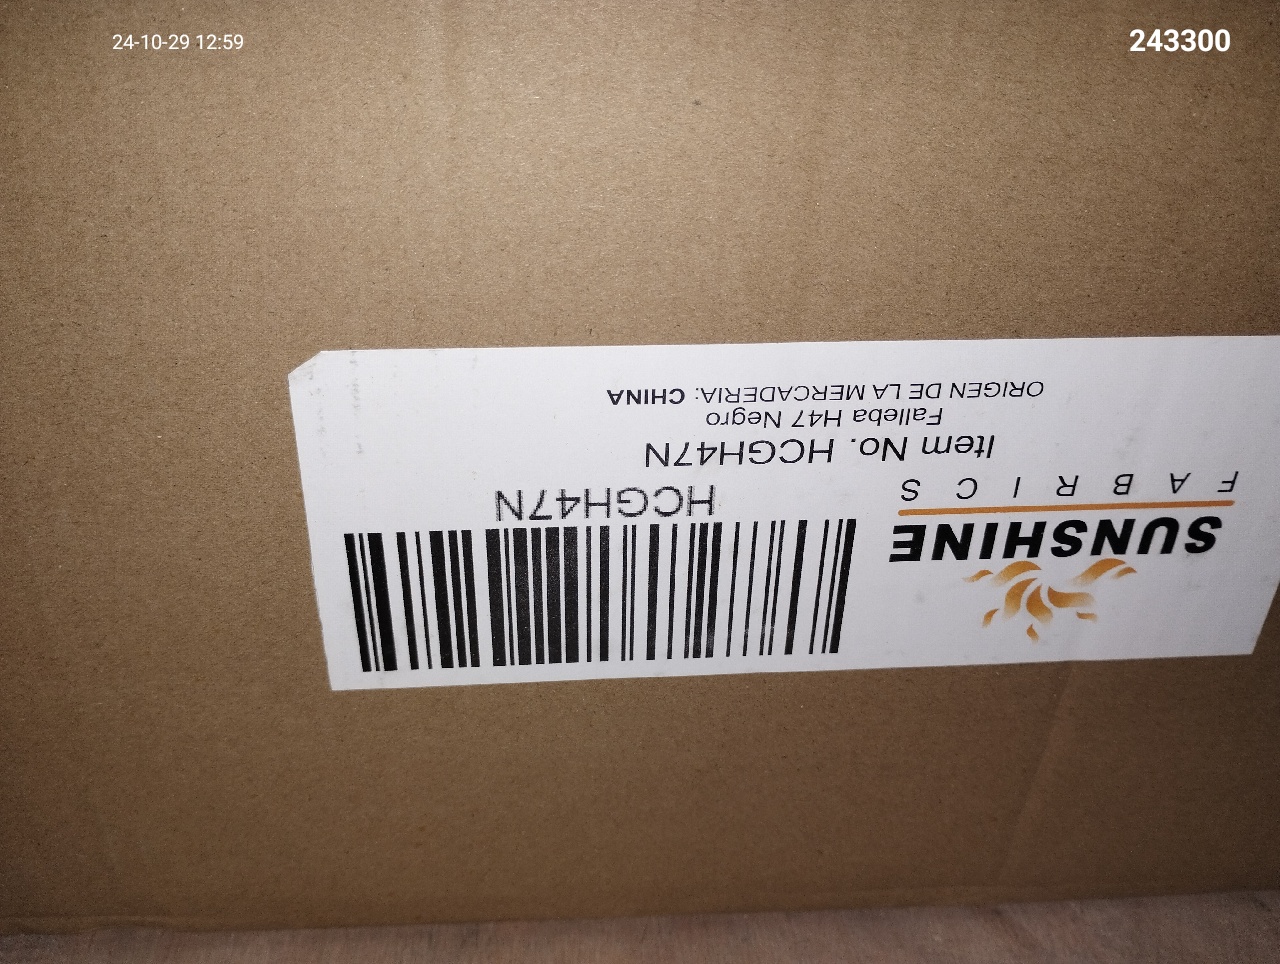 24-10-29 12:59
243300
SUNSHINE
FABRICS
HCGH47N
Item No. HCGH47N
Falleba H47 Negro
ORIGEN DE LA MERCADERIA: CHINA